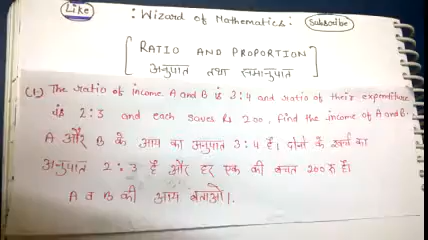 Like : Wizard of Mathematics : Subscribe
[ RATIO AND PROPORTION
अनुपात तथा समानुपात ]
(1.) The ratio of income A and B is 3:4 and ratio of their expenditure
is 2:3 and each saves Rs 200, find the income of A and B.
A और B के आय का अनुपात 3:4 है। दोनो के खर्च का
अनुपात 2:3 है और हर एक की बचत 200 रु है।
A व B की आय बताओ।.